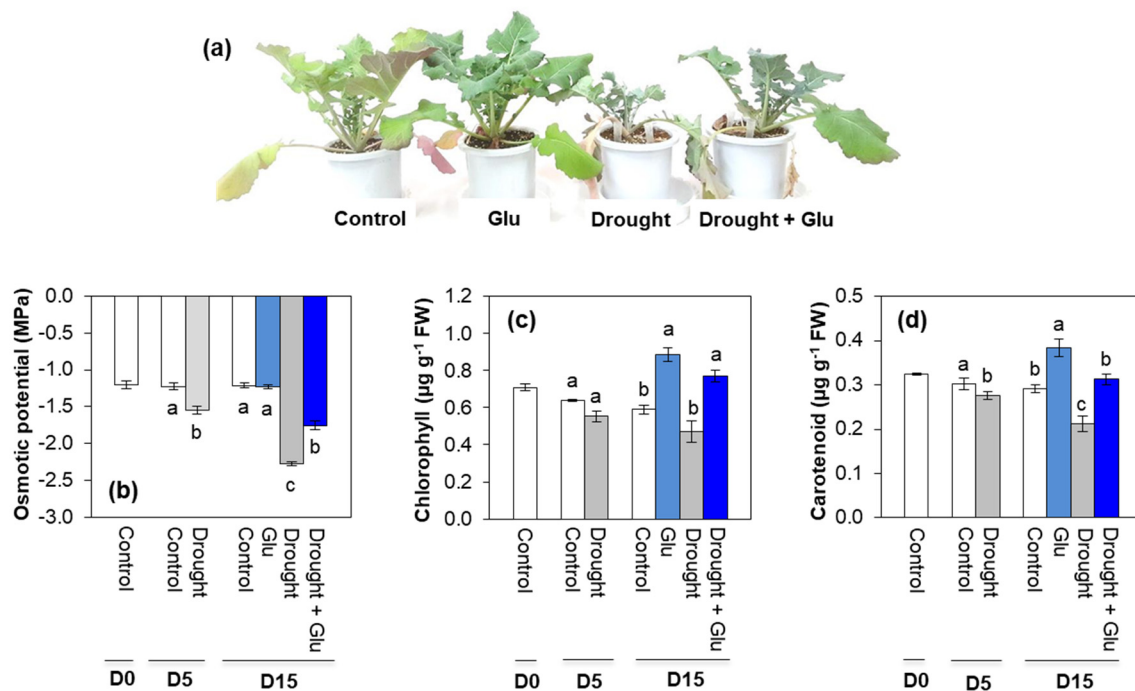 (a)
Control Glu Drought Drought + Glu
Osmotic potential (MPa)
0.0
-0.5
-1.0
-1.5
-2.0
-2.5
-3.0
a b a a c b
(b)
Control Control Drought Control Glu Drought Drought + Glu
D0 D5 D15
Chlorophyll (µg g-1 FW)
1.2
1.0
0.8
0.6
0.4
0.2
0.0
(c)
a b b a b a
Control Control Drought Control Glu Drought Drought + Glu
D0 D5 D15
Carotenoid (µg g-1 FW)
0.5
0.4
0.3
0.2
0.1
0.0
(d)
a b b a c b
Control Control Drought Control Glu Drought Drought + Glu
D0 D5 D15